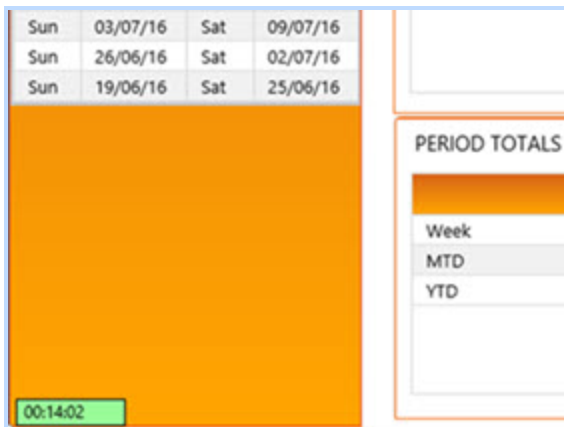 Sun 03/07/16 Sat 09/07/16
Sun 26/06/16 Sat 02/07/16
Sun 19/06/16 Sat 25/06/16
PERIOD TOTALS
Week
MTD
YTD
00:14:02